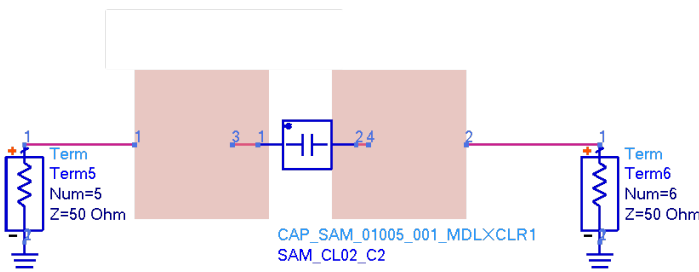 1 1 3 1 2 4 2 1
Term
Term5
Num=5
Z=50 Ohm
Term
Term6
Num=6
Z=50 Ohm
CAP_SAM_01005_001_MDLXCLR1
SAM_CL02_C2